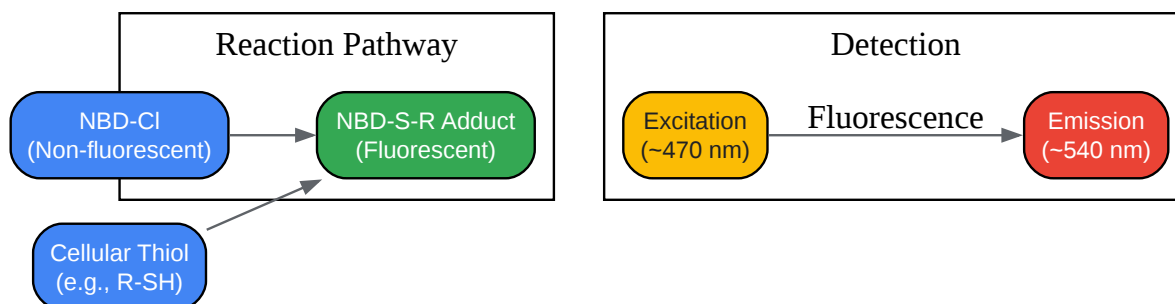 Reaction Pathway
NBD-Cl
(Non-fluorescent)
NBD-S-R Adduct
(Fluorescent)
Cellular Thiol
(e.g., R-SH)
Detection
Excitation
(~470 nm)
Fluorescence
Emission
(~540 nm)